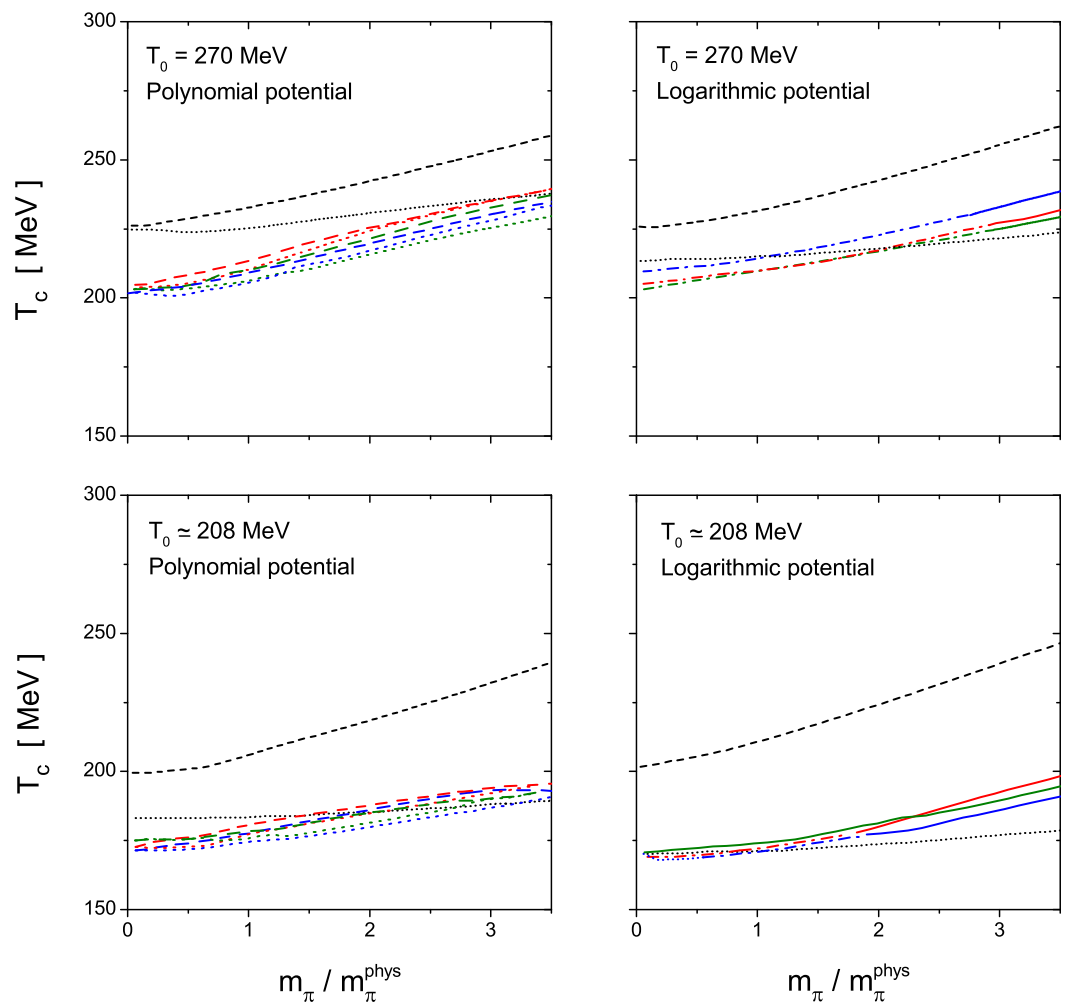 300
250
200
150
T_c [ MeV ]
T_0 = 270 MeV
Polynomial potential
T_0 = 270 MeV
Logarithmic potential
300
250
200
150
T_c [ MeV ]
T_0 ≃ 208 MeV
Polynomial potential
T_0 ≃ 208 MeV
Logarithmic potential
0 1 2 3
0 1 2 3
m_π / m_π^phys
m_π / m_π^phys